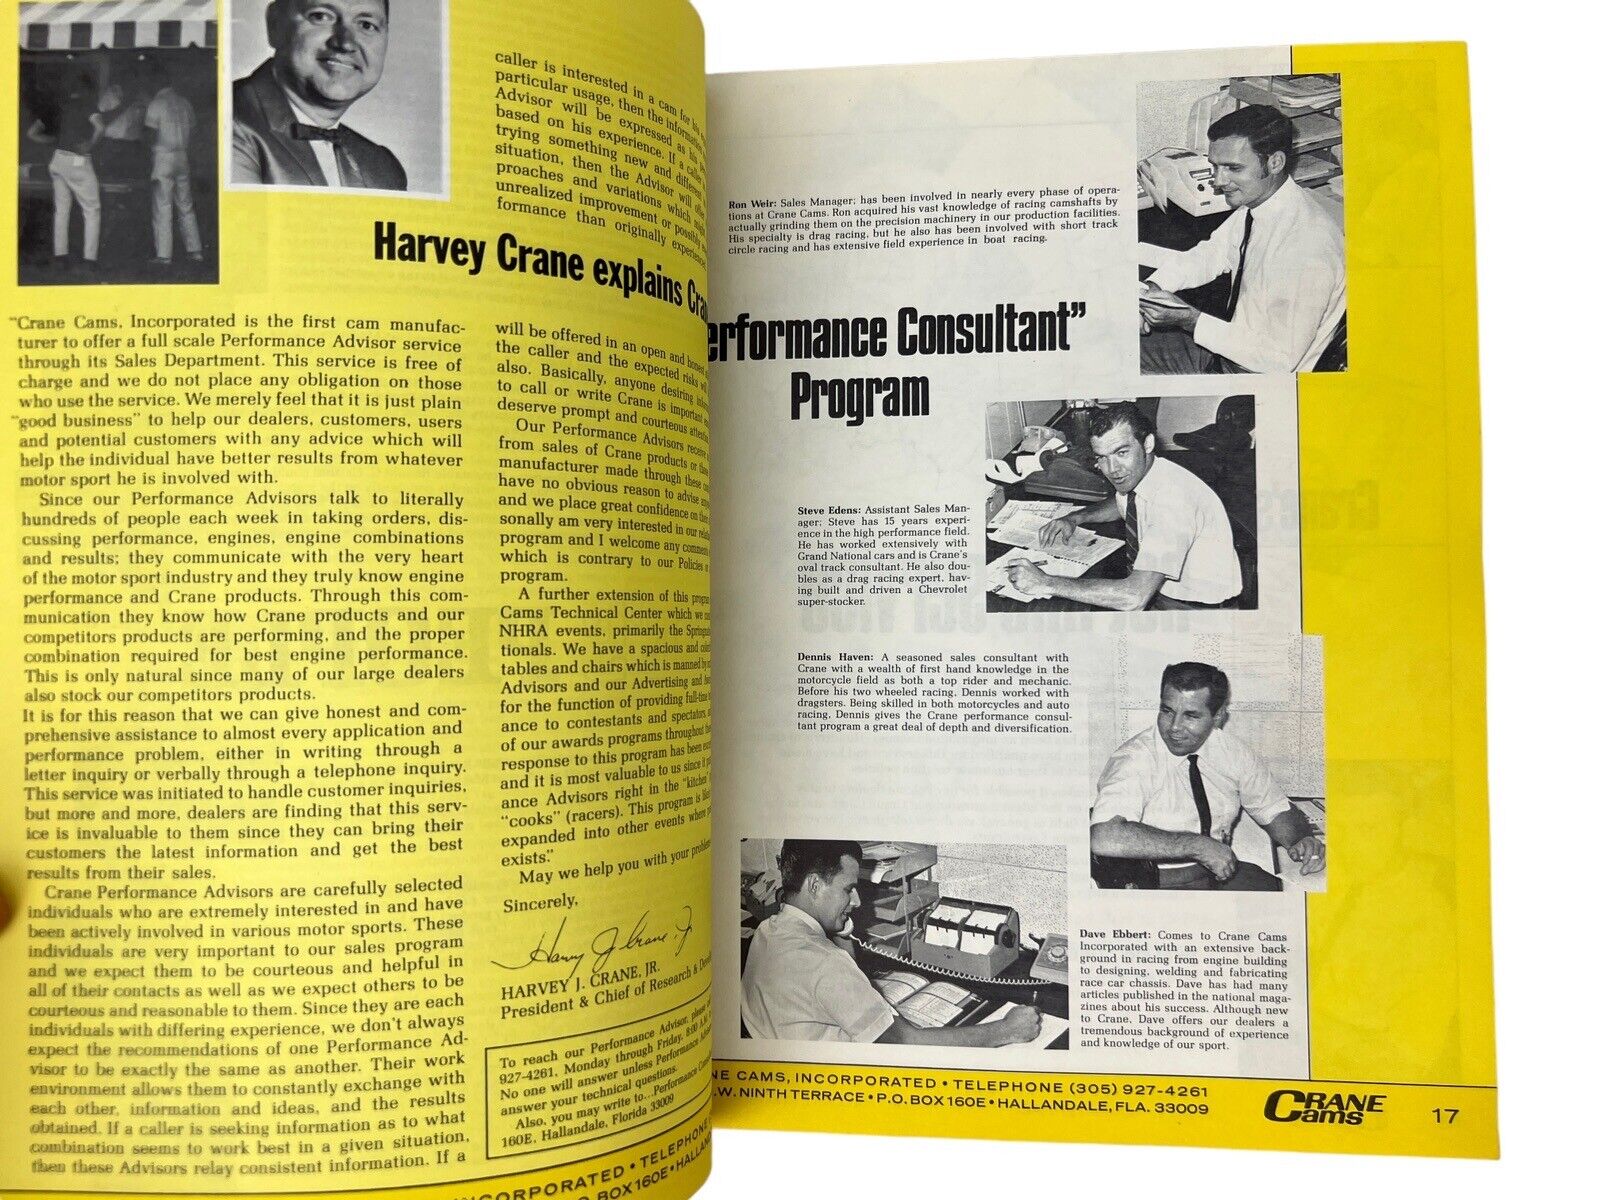 caller is interested in a cam for his
particular usage, then the information
Advisor will be expressed as his
based on his experience. If a caller
trying something new and different
situation, then the Advisor will offer
proaches and variations which might
unrealized improvement or possibly
formance than originally experienced.
Harvey Crane explains
"Crane Cams, Incorporated is the first cam manufac-
turer to offer a full scale Performance Advisor service
through its Sales Department. This service is free of
charge and we do not place any obligation on those
who use the service. We merely feel that it is just plain
"good business" to help our dealers, customers, users
and potential customers with any advice which will
help the individual have better results from whatever
motor sport he is involved with.
Since our Performance Advisors talk to literally
hundreds of people each week in taking orders, dis-
cussing performance, engines, engine combinations
and results; they communicate with the very heart
of the motor sport industry and they truly know engine
performance and Crane products. Through this com-
munication they know how Crane products and our
competitors products are performing, and the proper
combination required for best engine performance.
This is only natural since many of our large dealers
also stock our competitors products.
It is for this reason that we can give honest and com-
prehensive assistance to almost every application and
performance problem, either in writing through a
letter inquiry or verbally through a telephone inquiry.
This service was initiated to handle customer inquiries,
but more and more, dealers are finding that this serv-
ice is invaluable to them since they can bring their
customers the latest information and get the best
results from their sales.
Crane Performance Advisors are carefully selected
individuals who are extremely interested in and have
been actively involved in various motor sports. These
individuals are very important to our sales program
and we expect them to be courteous and helpful in
all of their contacts as well as we expect others to be
courteous and reasonable to them. Since they are each
individuals with differing experience, we don't always
expect the recommendations of one Performance Ad-
visor to be exactly the same as another. Their work
environment allows them to constantly exchange with
each other, information and ideas, and the results
obtained. If a caller is seeking information as to what
combination seems to work best in a given situation,
then these Advisors relay consistent information. If a
will be offered in an open and honest
the caller and the expected risks will
also. Basically, anyone desiring
to call or write Crane is important
deserve prompt and courteous attention.
Our Performance Advisors receive
from sales of Crane products or those
manufacturer made through these
have no obvious reason to advise
and we place great confidence on their
sonally am very interested in our
program and I welcome any comments
which is contrary to our Policies or
program.
A further extension of this program
Cams Technical Center which we
NHRA events, primarily the
tionals. We have a spacious and
tables and chairs which is manned by
Advisors and our Advertising and
for the function of providing full-time
ance to contestants and spectators,
of our awards programs throughout the
response to this program has been
and it is most valuable to us since it
ance Advisors right in the "kitchen"
"cooks" (racers). This program is
expanded into other events where
exists."
May we help you with your problem
Sincerely,
Harvey J. Crane, Jr.
HARVEY J. CRANE, JR.
President & Chief of Research &
To reach our Performance Advisor, please
927-4261, Monday through Friday, 8:00 A.M.
No one will answer unless Performance
answer your technical questions.
Also, you may write to...Performance
160E, Hallandale, Florida 33009
INCORPORATED • TELEPHONE
P.O. BOX 160E •
Ron Weir: Sales Manager; has been involved in nearly every phase of opera-
tions at Crane Cams. Ron acquired his vast knowledge of racing camshafts by
actually grinding them on the precision machinery in our production facilities.
His specialty is drag racing, but he also has been involved with short track
circle racing and has extensive field experience in boat racing.
erformance Consultant"
Program
Steve Edens: Assistant Sales Man-
ager; Steve has 15 years experi-
ence in the high performance field.
He has worked extensively with
Grand National cars and is Crane's
oval track consultant. He also dou-
bles as a drag racing expert, hav-
ing built and driven a Chevrolet
super-stocker.
Dennis Haven: A seasoned sales consultant with
Crane with a wealth of first hand knowledge in the
motorcycle field as both a top rider and mechanic.
Before his two wheeled racing, Dennis worked with
dragsters. Being skilled in both motorcycles and auto
racing, Dennis gives the Crane performance consul-
tant program a great deal of depth and diversification.
Dave Ebbert: Comes to Crane Cams
Incorporated with an extensive back-
ground in racing from engine building
to designing, welding and fabricating
race car chassis. Dave has had many
articles published in the national maga-
zines about his success. Although new
to Crane, Dave offers our dealers a
tremendous background of experience
and knowledge of our sport.
NE CAMS, INCORPORATED • TELEPHONE (305) 927-4261
.W. NINTH TERRACE • P.O. BOX 160E • HALLANDALE, FLA. 33009
CRANE
Cams
17